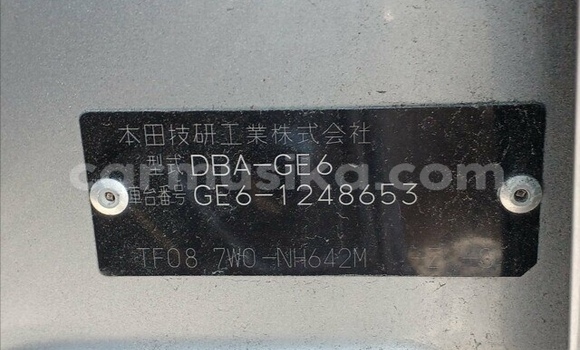 本田技研工業株式会社
型式 DBA-GE6
車台番号 GE6-1248653
TF08 7W0-NH642M